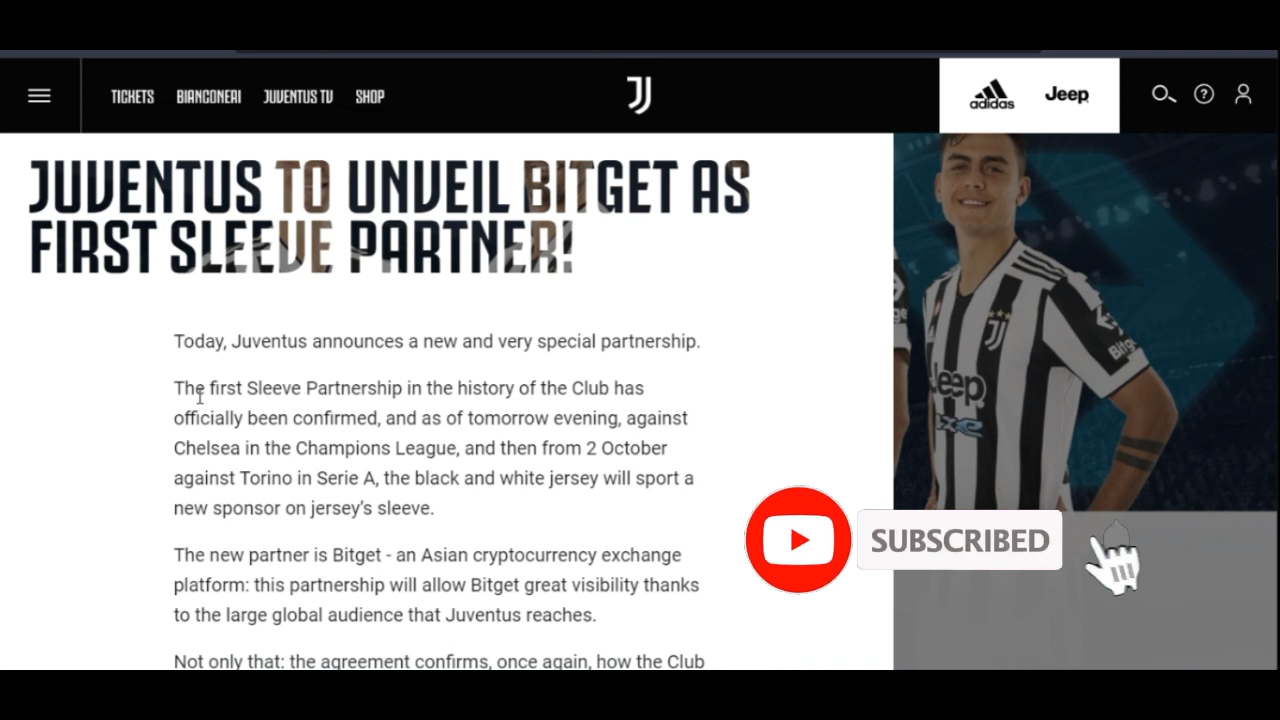 TICKETS BIANCONERI JUVENTUS TV SHOP
adidas Jeep
JUVENTUS TO UNVEIL BITGET AS
FIRST SLEEVE PARTNER!
Today, Juventus announces a new and very special partnership.
The first Sleeve Partnership in the history of the Club has
officially been confirmed, and as of tomorrow evening, against
Chelsea in the Champions League, and then from 2 October
against Torino in Serie A, the black and white jersey will sport a
new sponsor on jersey’s sleeve.
The new partner is Bitget - an Asian cryptocurrency exchange
platform: this partnership will allow Bitget great visibility thanks
to the large global audience that Juventus reaches.
Not only that: the agreement confirms, once again, how the Club
Jeep
SUBSCRIBED